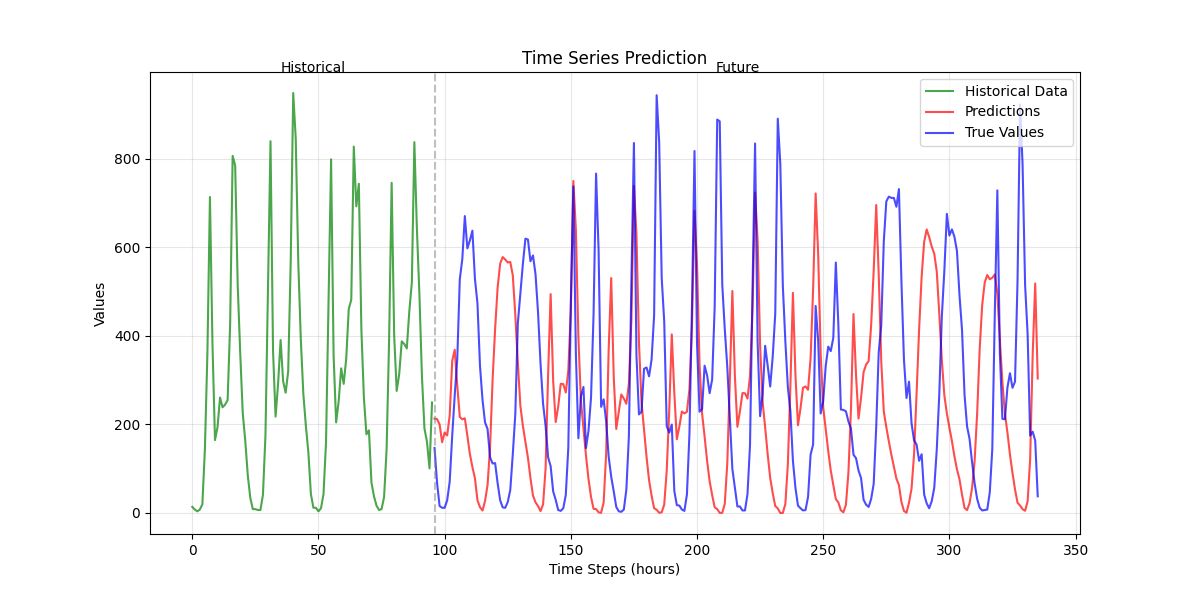 Time Series Prediction
Historical
Future
Historical Data
Predictions
True Values
Values
800
600
400
200
0
0
50
100
150
200
250
300
350
Time Steps (hours)